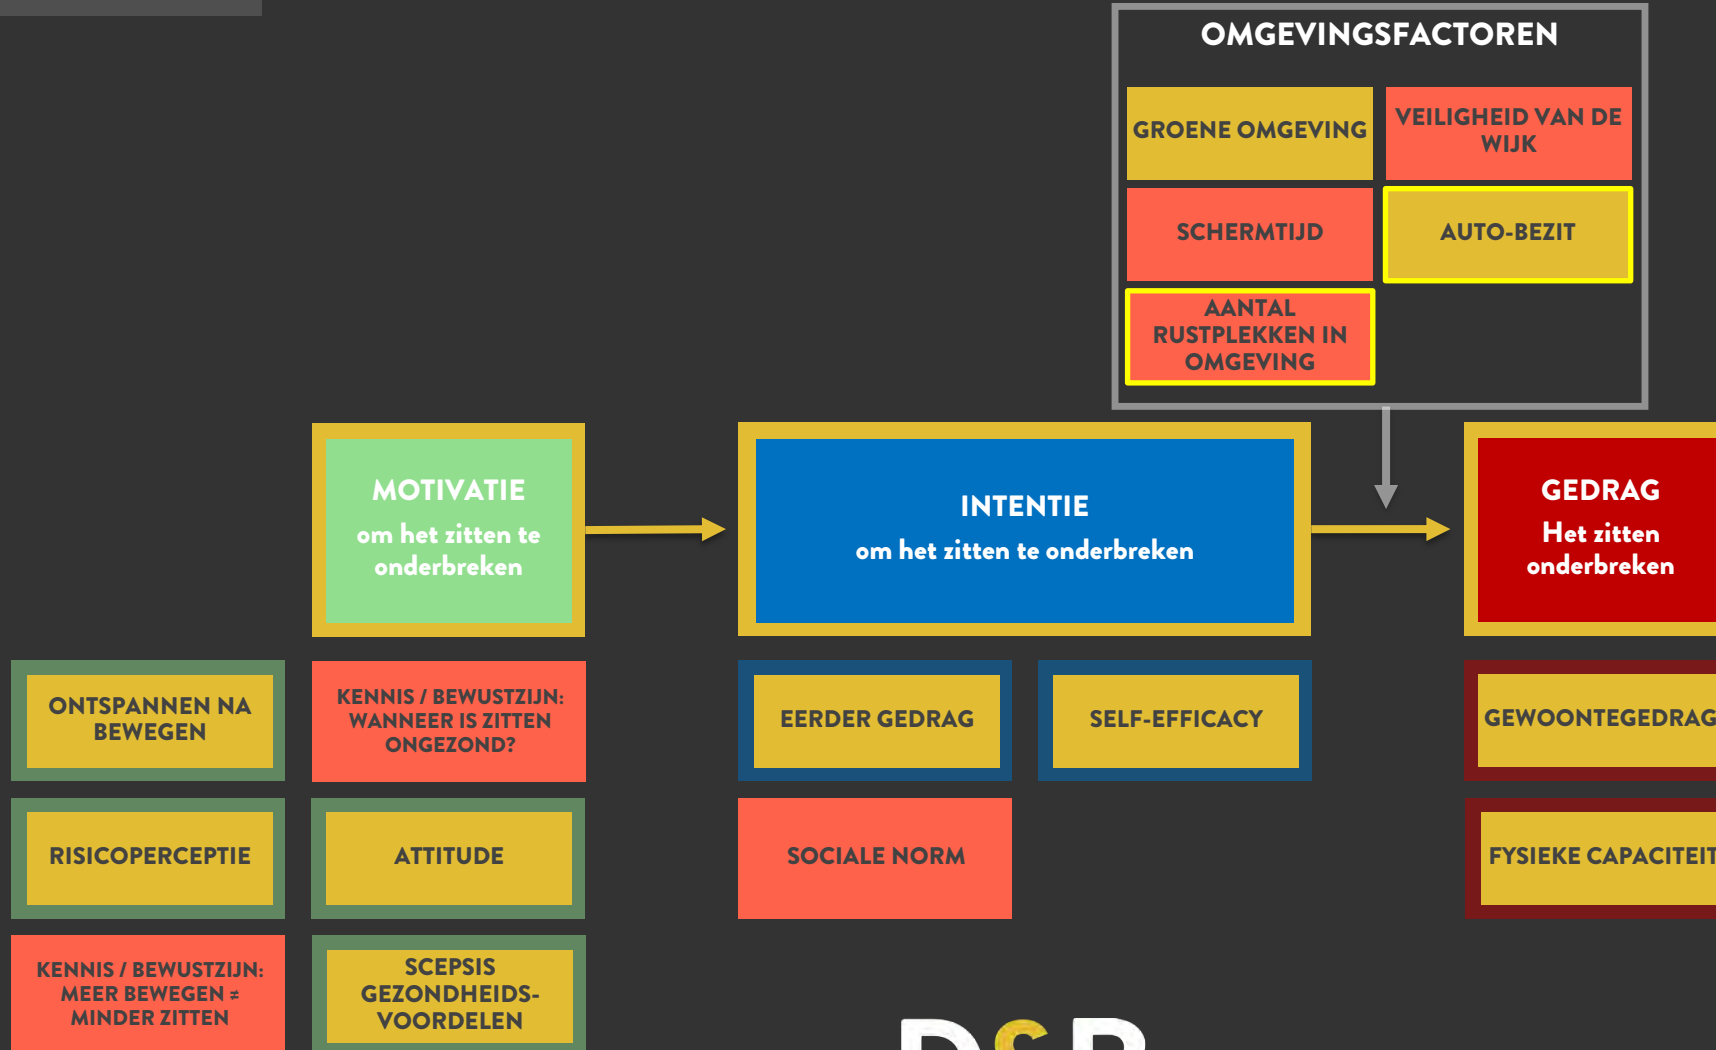 OMGEVINGSFACTOREN
GROENE OMGEVING
VEILIGHEID VAN DE
WIJK
SCHERMTIJD
AUTO-BEZIT
AANTAL
RUSTPLEKKEN IN
OMGEVING
MOTIVATIE
om het zitten te
onderbreken
INTENTIE
om het zitten te onderbreken
GEDRAG
Het zitten
onderbreken
ONTSPANNEN NA
BEWEGEN
KENNIS / BEWUSTZIJN:
WANNEER IS ZITTEN
ONGEZOND?
EERDER GEDRAG
SELF-EFFICACY
GEWOONTEGEDRAG
RISICOPERCEPTIE
ATTITUDE
SOCIALE NORM
FYSIEKE CAPACITEIT
KENNIS / BEWUSTZIJN:
MEER BEWEGEN ≠
MINDER ZITTEN
SCEPSIS
GEZONDHEIDS-
VOORDELEN